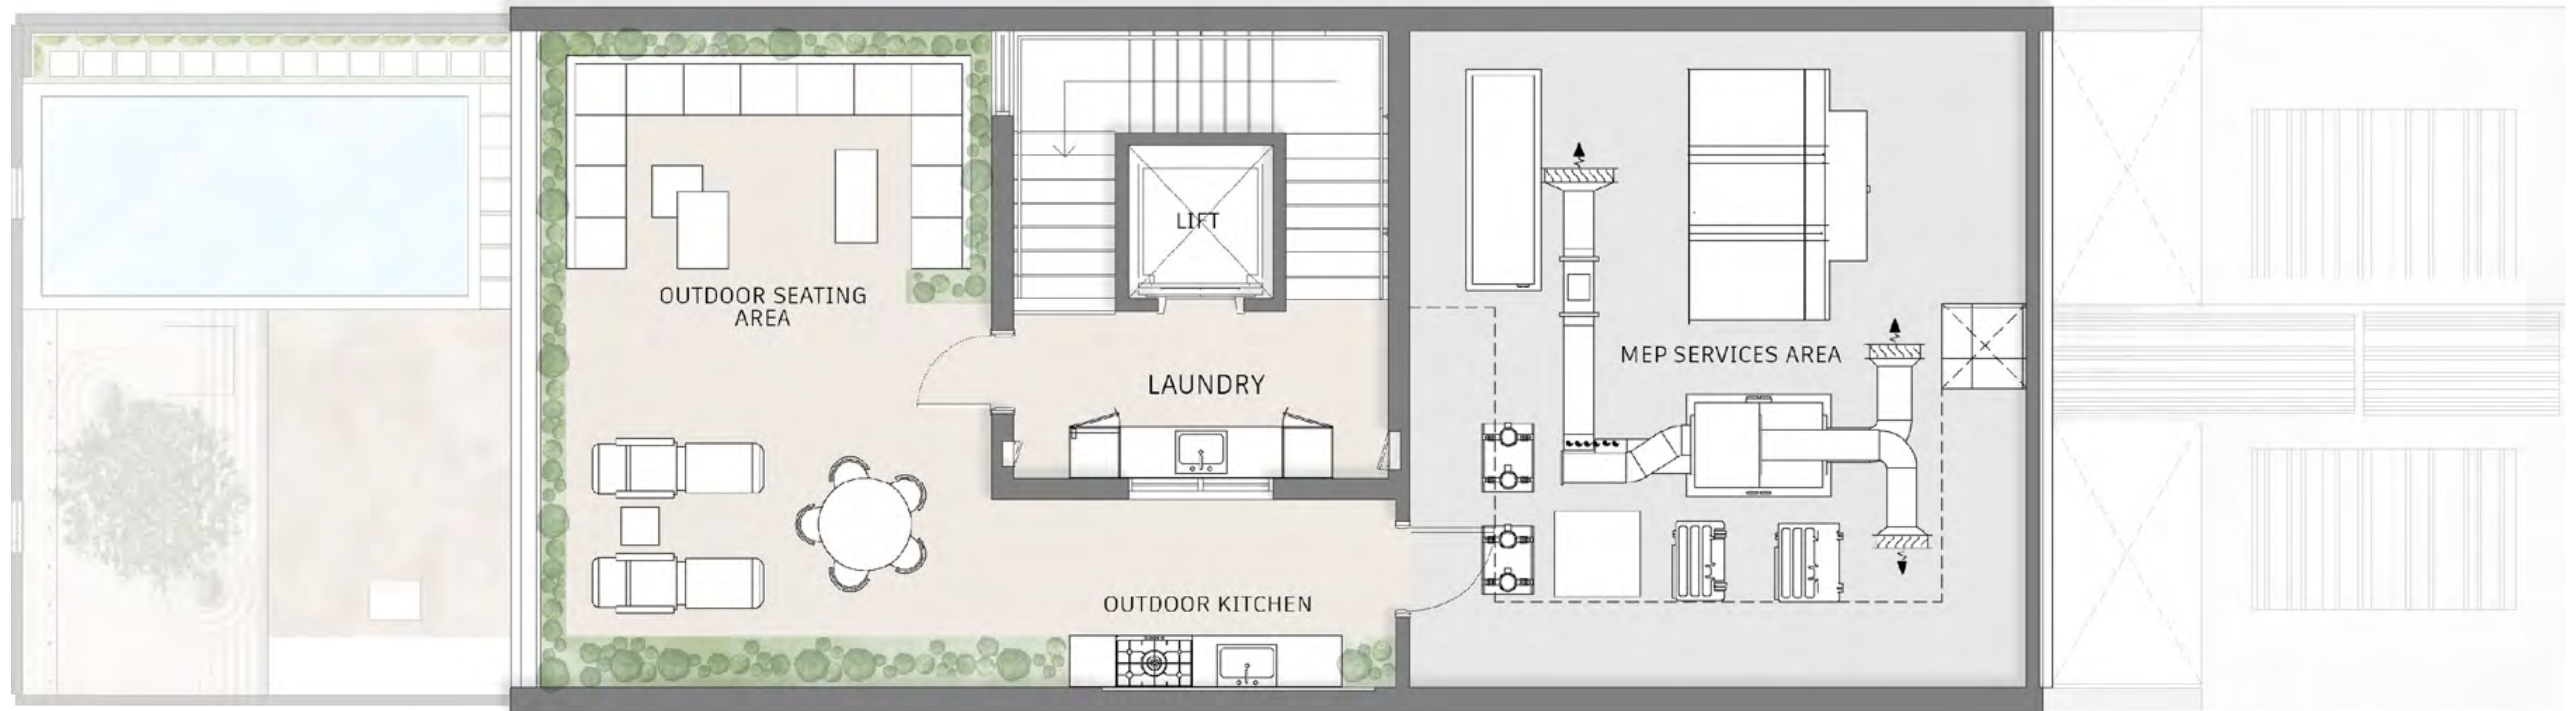 LIFT
OUTDOOR SEATING
AREA
MEP SERVICES AREA
LAUNDRY
OUTDOOR KITCHEN